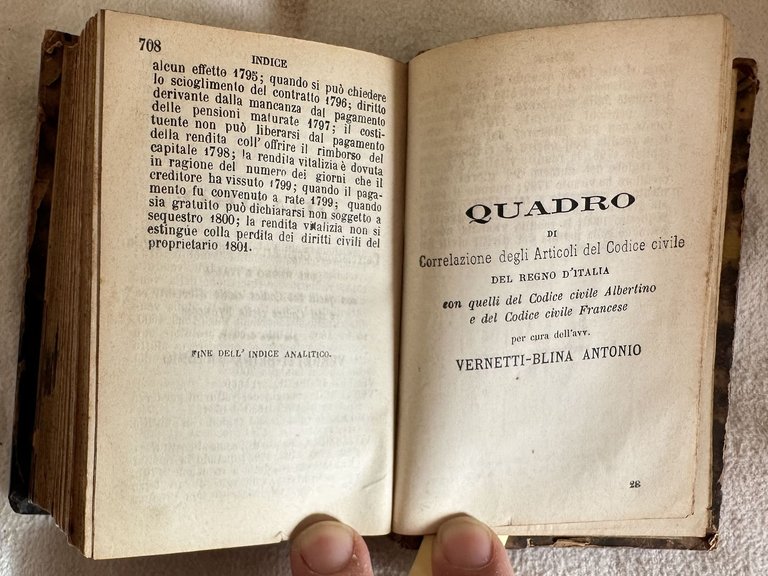 708
INDICE
alcun effetto 1795; quando si può chiedere
lo scioglimento del contratto 1796; diritto
derivante dalla mancanza dal pagamento
delle pensioni maturate 1797; il costi-
tuente non può liberarsi dal pagamento
della rendita coll' offrire il rimborso del
capitale 1798; la rendita vitalizia è dovuta
in ragione del numero dei giorni che il
creditore ha vissuto 1799; quando il paga-
mento fu convenuto a rate 1799; quando
sia gratuito può dichiararsi non soggetto a
sequestro 1800; la rendita vitalizia non si
estingue colla perdita dei diritti civili del
proprietario 1801.
FINE DELL' INDICE ANALITICO.
QUADRO
DI
Correlazione degli Articoli del Codice civile
DEL REGNO D'ITALIA
con quelli del Codice civile Albertino
e del Codice civile Francese
per cura dell'avv.
VERNETTI-BLINA ANTONIO
28